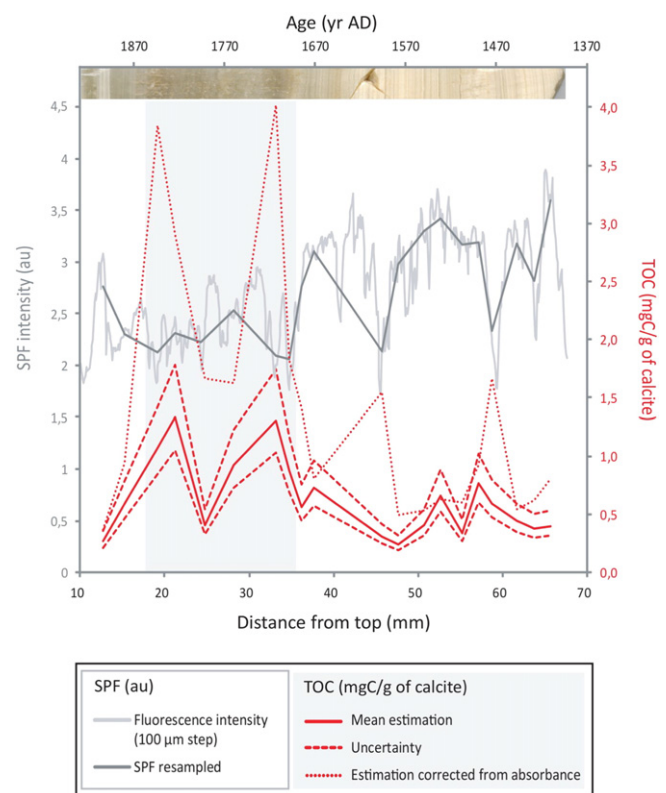 Age (yr AD)
1870 1770 1670 1570 1470 1370
4,5
4
3,5
3
2,5
2
1,5
1
0,5
0
SPF intensity (au)
4,0
3,5
3,0
2,5
2,0
1,5
1,0
0,5
0,0
TOC (mgC/g of calcite)
10 20 30 40 50 60 70
Distance from top (mm)
SPF (au)
Fluorescence intensity
(100 µm step)
SPF resampled
TOC (mgC/g of calcite)
Mean estimation
Uncertainty
Estimation corrected from absorbance